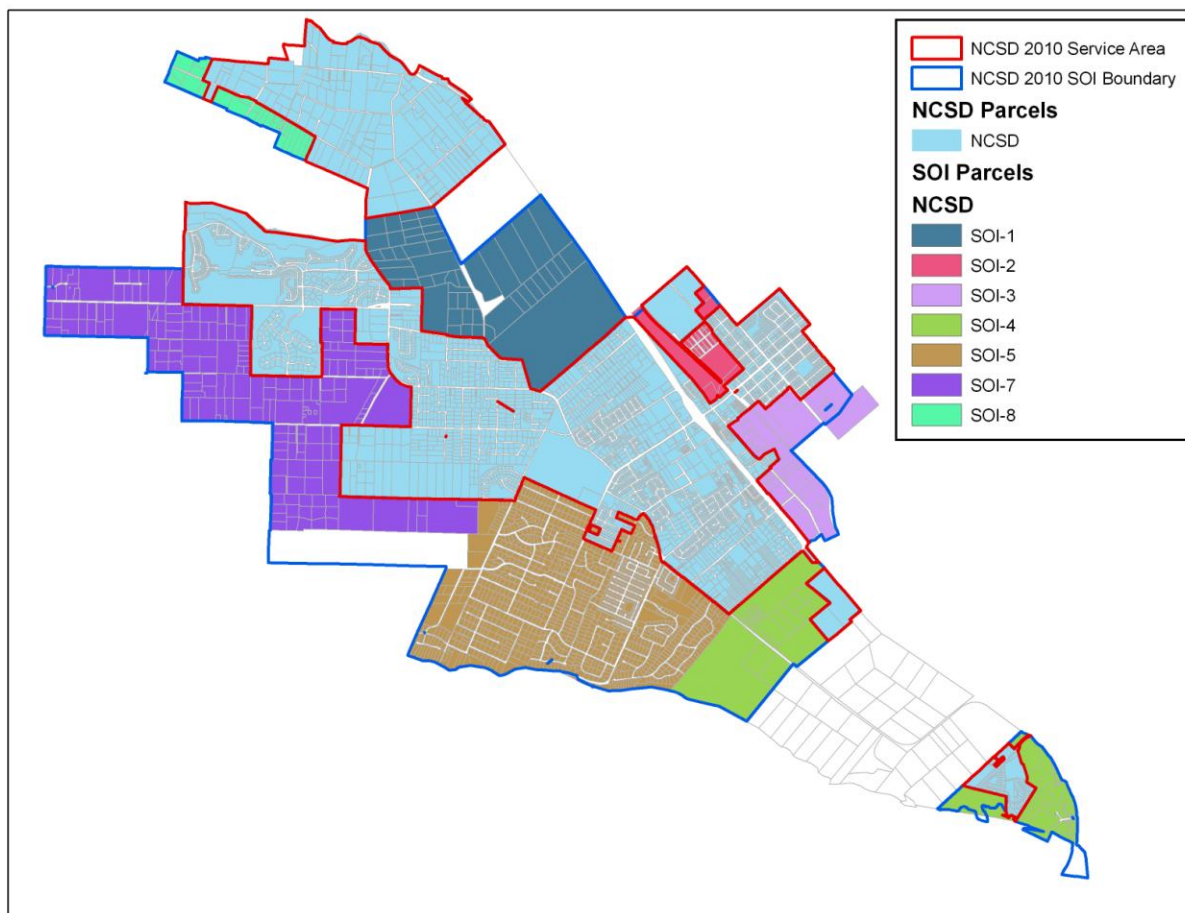 NCSD 2010 Service Area
NCSD 2010 SOI Boundary
NCSD Parcels
NCSD
SOI Parcels
NCSD
SOI-1
SOI-2
SOI-3
SOI-4
SOI-5
SOI-7
SOI-8